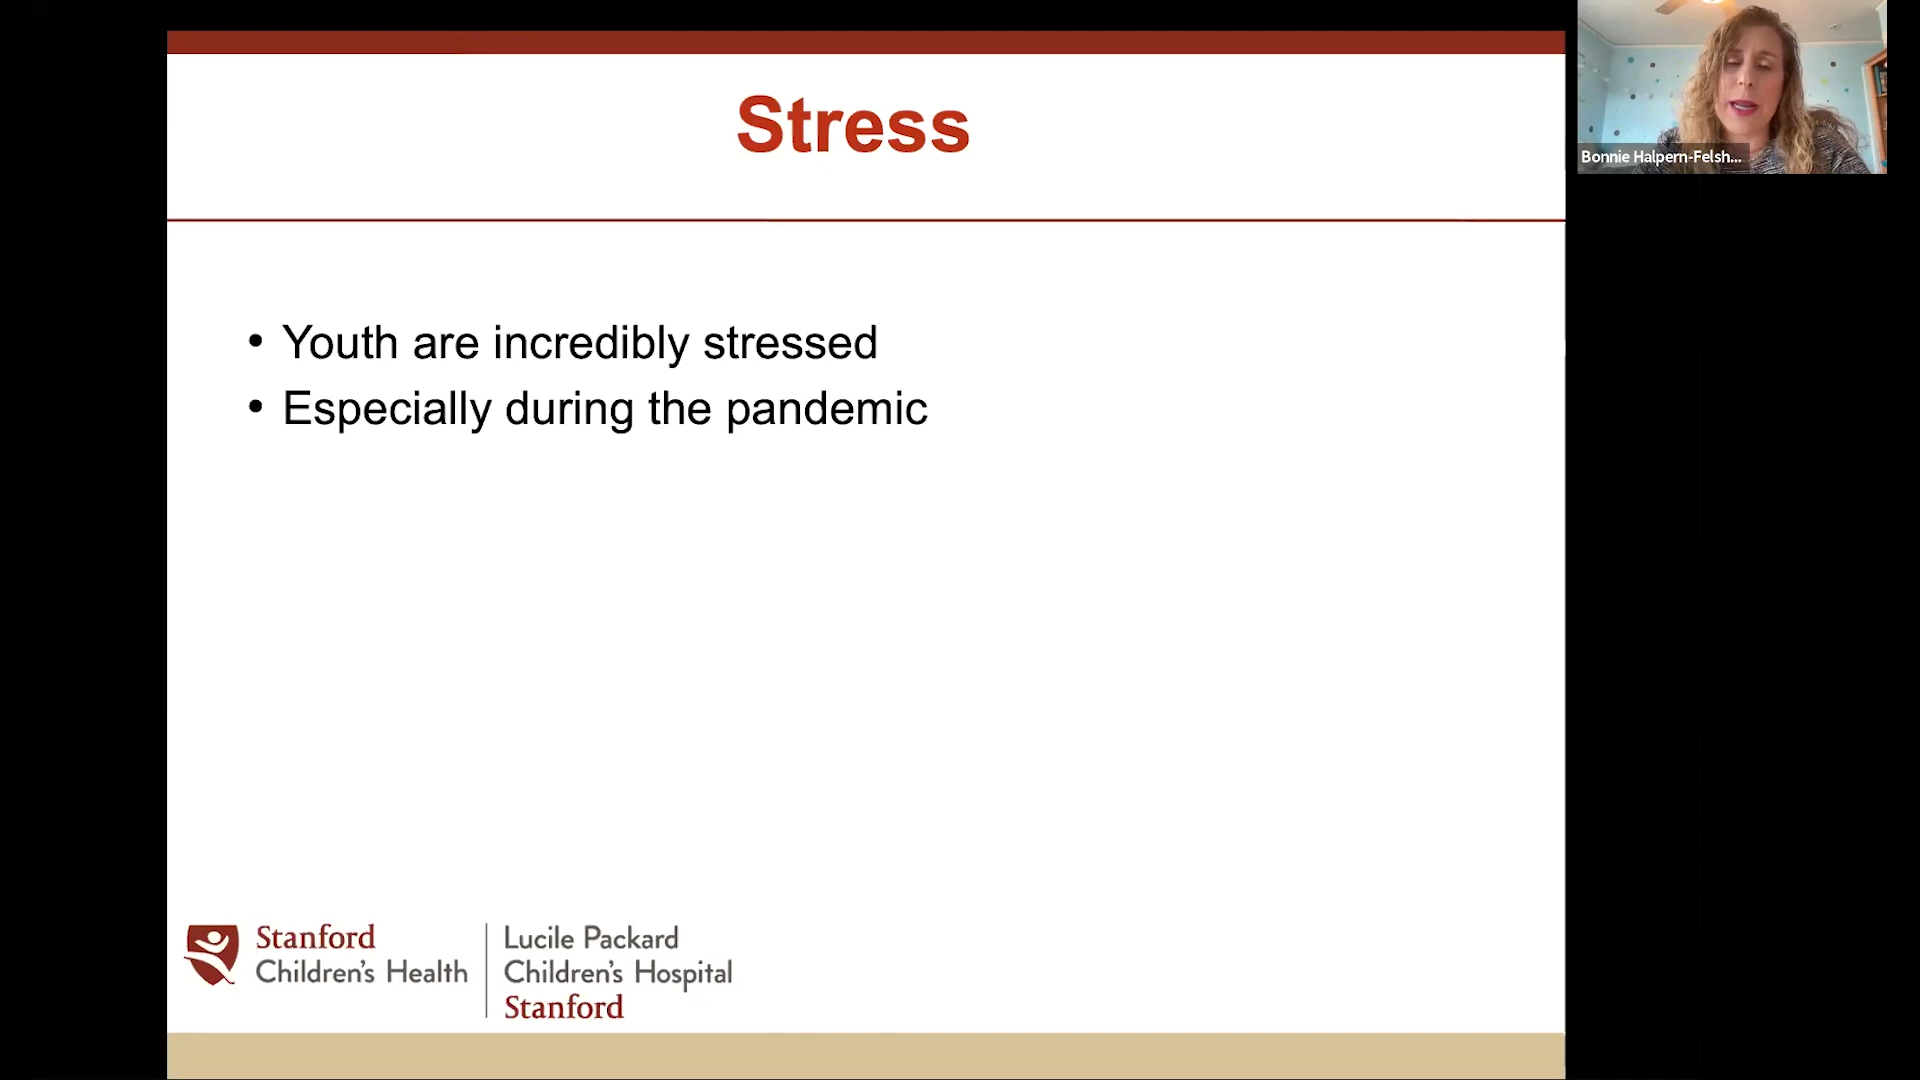 Stress
• Youth are incredibly stressed
• Especially during the pandemic
Stanford
Children's Health
Lucile Packard
Children's Hospital
Stanford
Bonnie Halpern-Felsh...